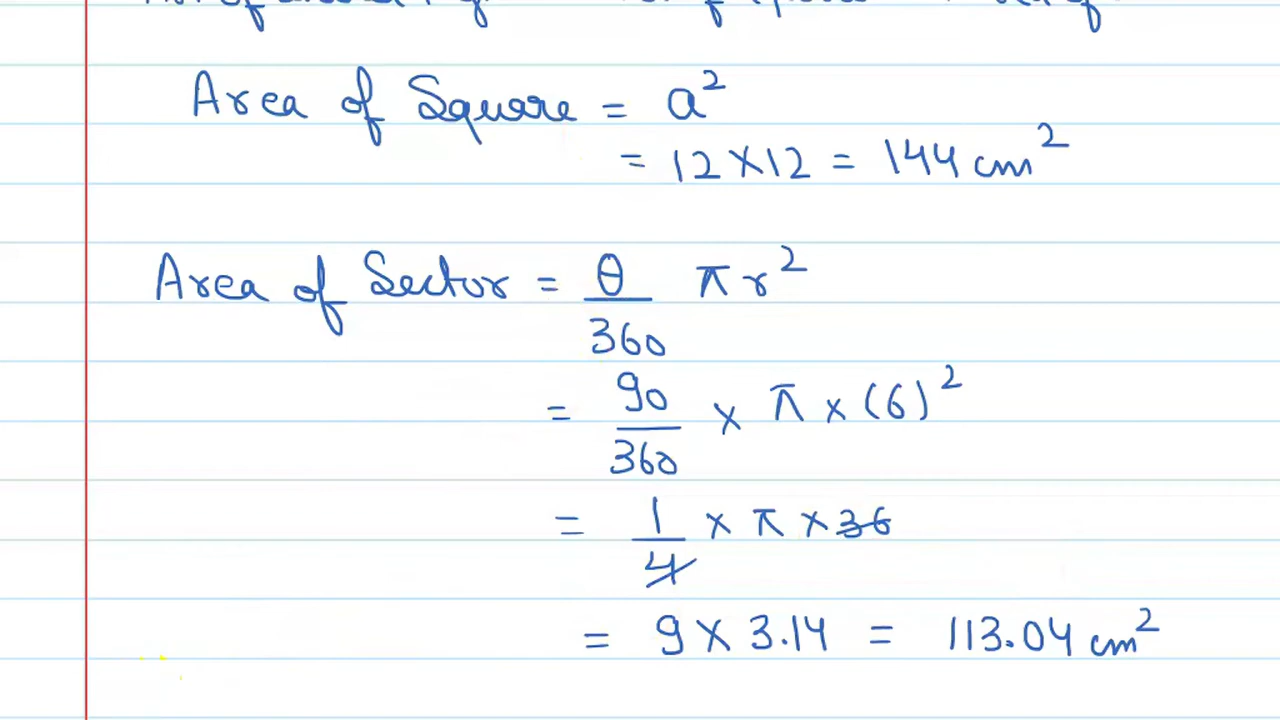 Area of Square = a²
= 12 × 12 = 144 cm²
Area of Sector = θ/360 π r²
= 90/360 × π × (6)²
= 1/4 × π × 36
= 9 × 3.14 = 113.04 cm²